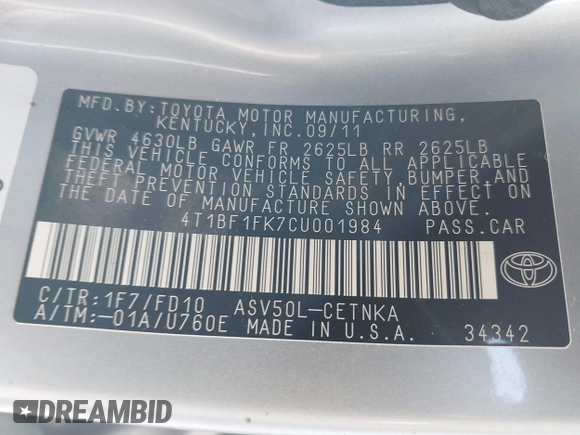 MFD.BY:TOYOTA MOTOR MANUFACTURING,
KENTUCKY,INC.09/11
GVWR 4630LB GAWR FR 2625LB RR 2625LB
THIS VEHICLE CONFORMS TO ALL APPLICABLE
FEDERAL MOTOR VEHICLE SAFETY,BUMPER,AND
THEFT PREVENTION STANDARDS IN EFFECT ON
THE DATE OF MANUFACTURE SHOWN ABOVE.
4T1BF1FK7CU001984 PASS.CAR
C/TR:1F7/FD10 ASV50L-CETNKA
A/TM:-01A/U760E MADE IN U.S.A. 34342
TOYOTA
DREAMBID